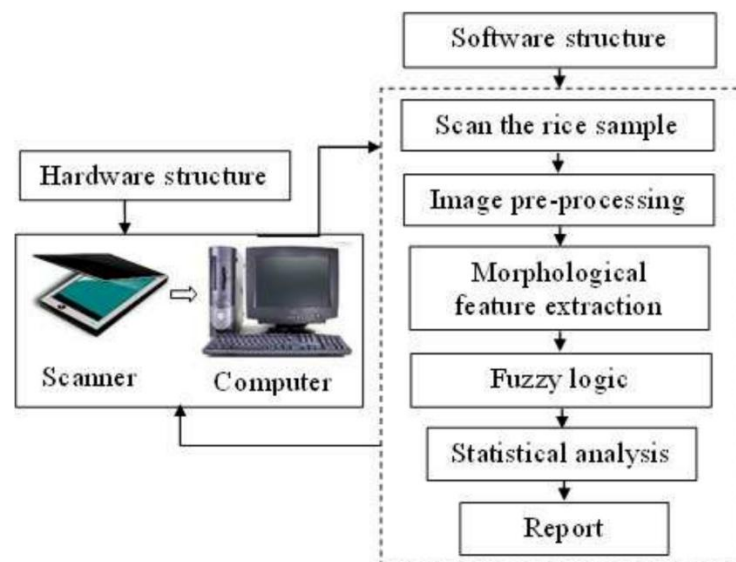 Software structure
Scan the rice sample
Hardware structure
Image pre-processing
Morphological
feature extraction
Scanner
Computer
Fuzzy logic
Statistical analysis
Report